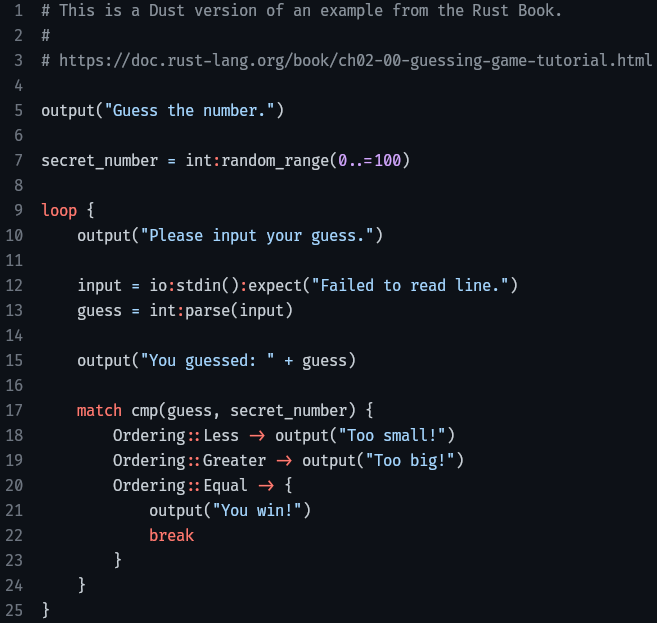 1 # This is a Dust version of an example from the Rust Book.
2 #
3 # https://doc.rust-lang.org/book/ch02-00-guessing-game-tutorial.html
4
5 output("Guess the number.")
6
7 secret_number = int:random_range(0..=100)
8
9 loop {
10     output("Please input your guess.")
11
12     input = io:stdin():expect("Failed to read line.")
13     guess = int:parse(input)
14
15     output("You guessed: " + guess)
16
17     match cmp(guess, secret_number) {
18         Ordering::Less -> output("Too small!")
19         Ordering::Greater -> output("Too big!")
20         Ordering::Equal -> {
21             output("You win!")
22             break
23         }
24     }
25 }